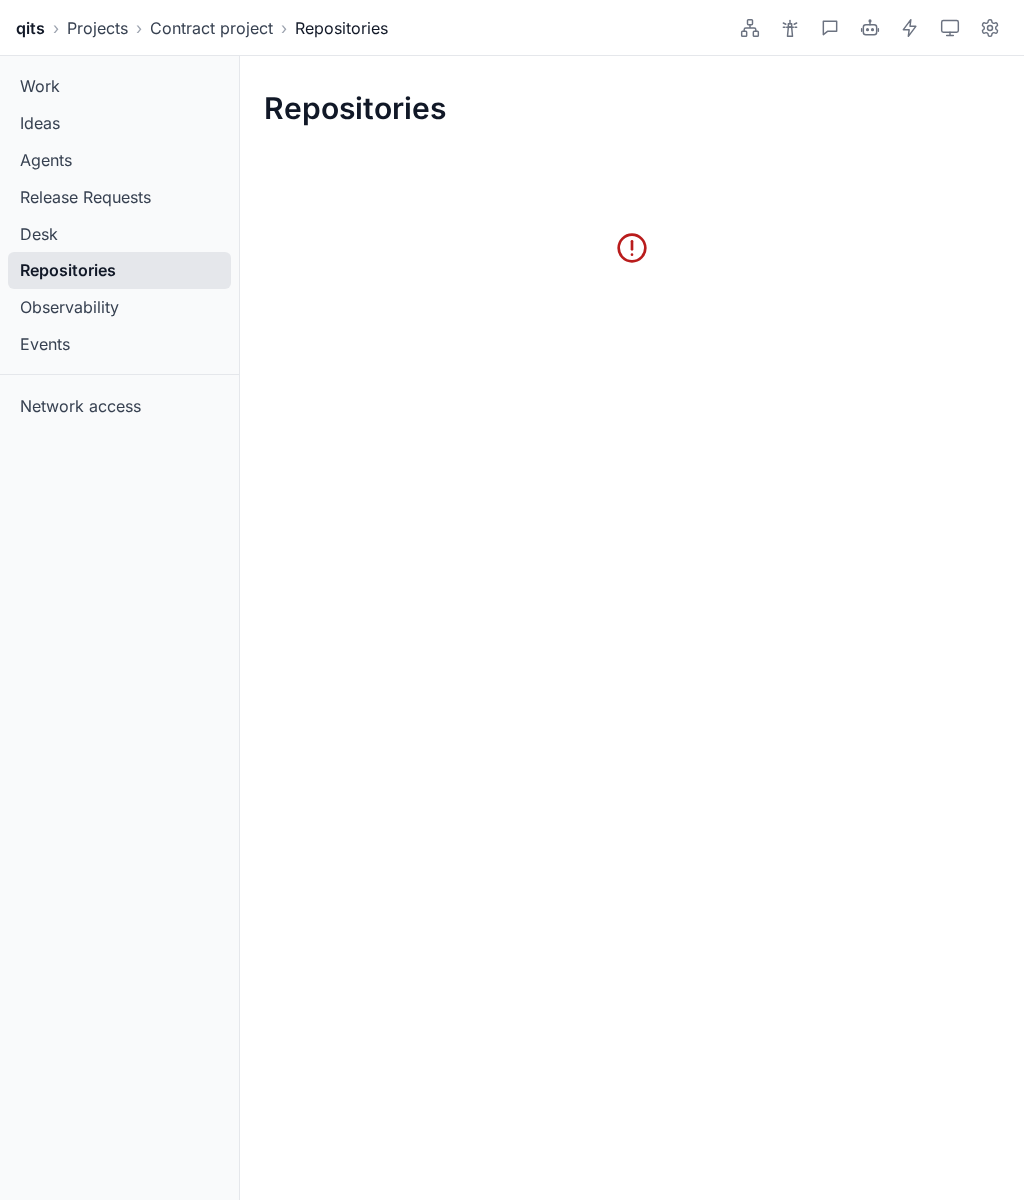 qits › Projects › Contract project › Repositories
Work
Ideas
Agents
Release Requests
Desk
Repositories
Observability
Events
Network access
Repositories